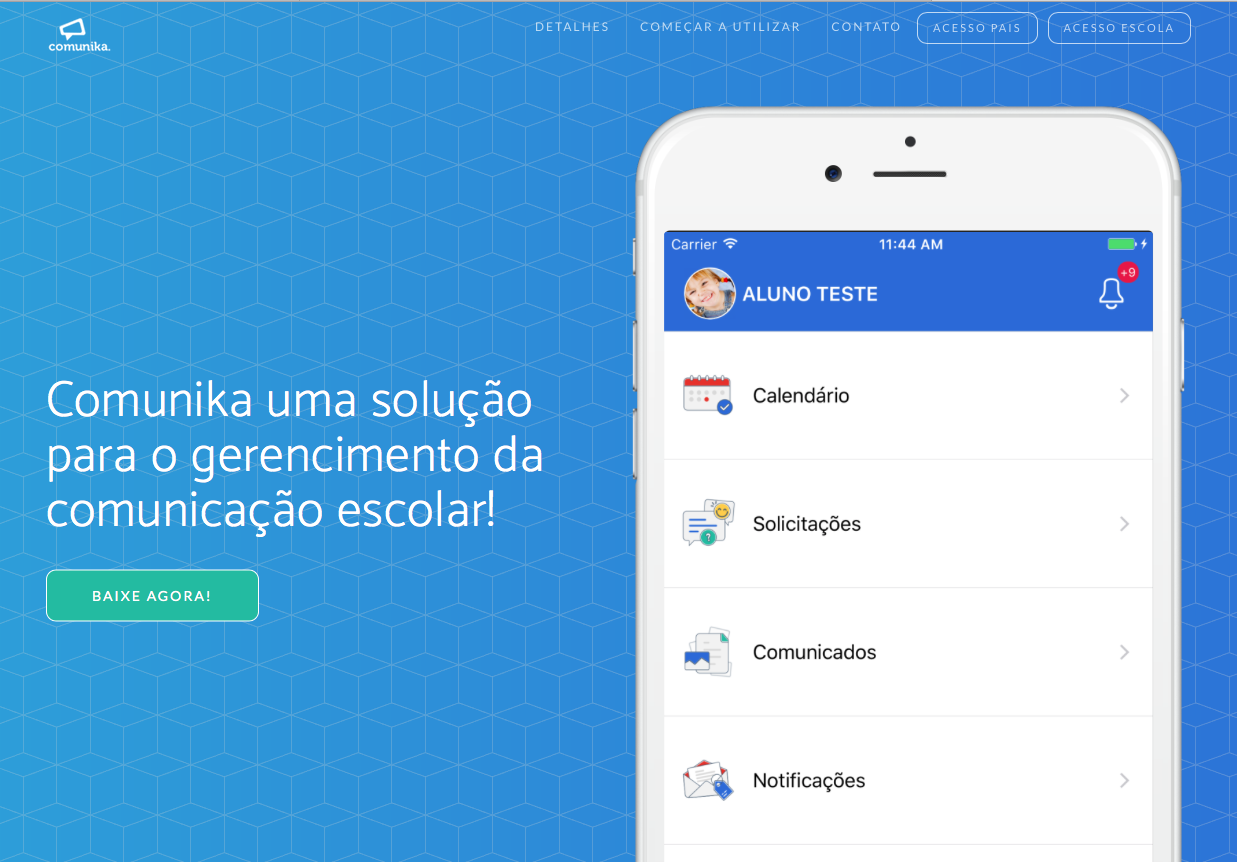 comunika.
DETALHES
COMEÇAR A UTILIZAR
CONTATO
ACESSO PAIS
ACESSO ESCOLA
Comunika uma solução
para o gerencimento da
comunicação escolar!
BAIXE AGORA!
Carrier
11:44 AM
ALUNO TESTE
+9
Calendário
Solicitações
?
Comunicados
Notificações